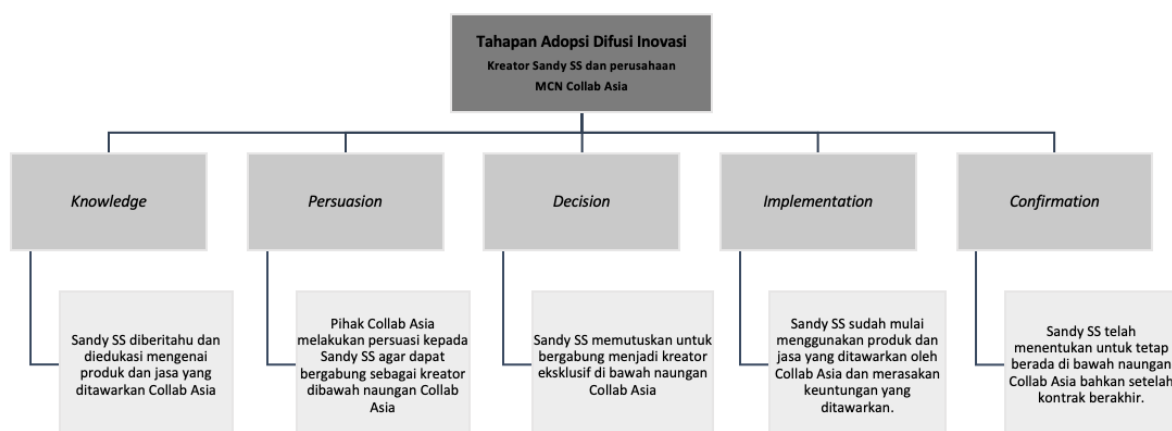 Tahapan Adopsi Difusi Inovasi
Kreator Sandy SS dan perusahaan
MCN Collab Asia
Knowledge
Persuasion
Decision
Implementation
Confirmation
Sandy SS diberitahu dan
diedukasi mengenai
produk dan jasa yang
ditawarkan Collab Asia
Pihak Collab Asia
melakukan persuasi kepada
Sandy SS agar dapat
bergabung sebagai kreator
dibawah naungan Collab
Asia
Sandy SS memutuskan untuk
bergabung menjadi kreator
eksklusif di bawah naungan
Collab Asia
Sandy SS sudah mulai
menggunakan produk dan
jasa yang ditawarkan oleh
Collab Asia dan merasakan
keuntungan yang
ditawarkan.
Sandy SS telah
menentukan untuk tetap
berada di bawah naungan
Collab Asia bahkan setelah
kontrak berakhir.